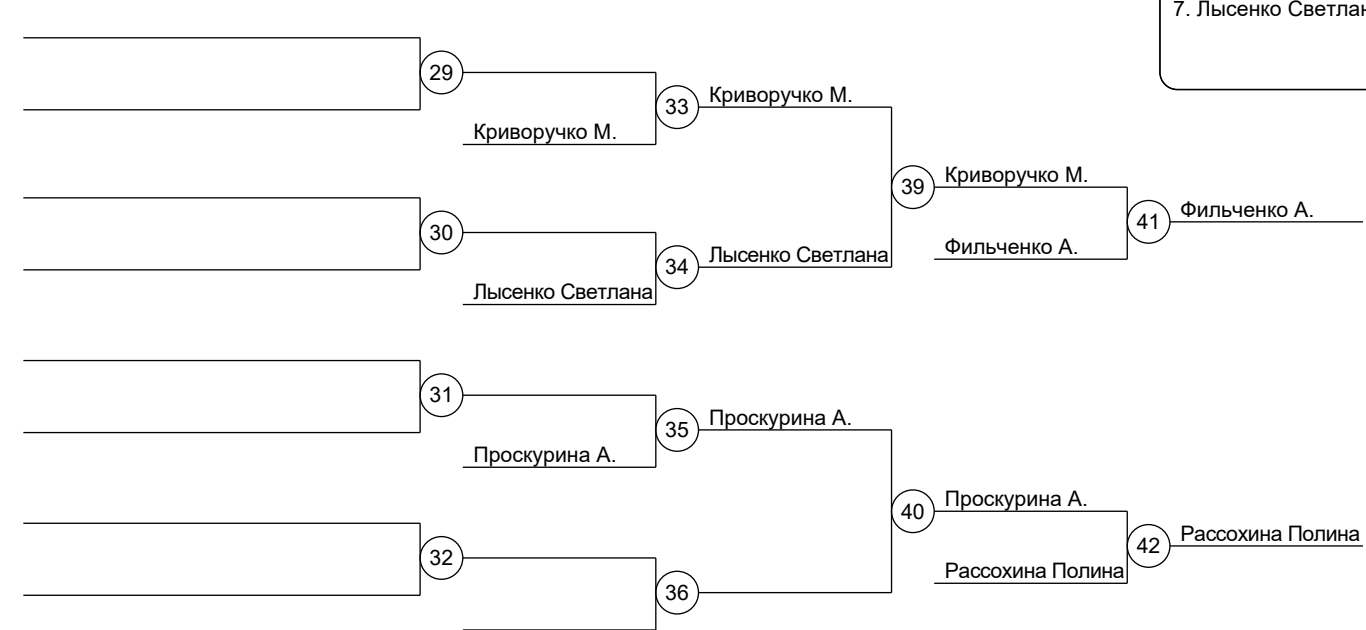 7. Лысенко Светлан
29
33
Криворучко М.
Криворучко М.
39
Криворучко М.
41
Фильченко А.
Фильченко А.
30
34
Лысенко Светлана
Лысенко Светлана
31
35
Проскурина А.
Проскурина А.
40
Проскурина А.
42
Рассохина Полина
Рассохина Полина
32
36